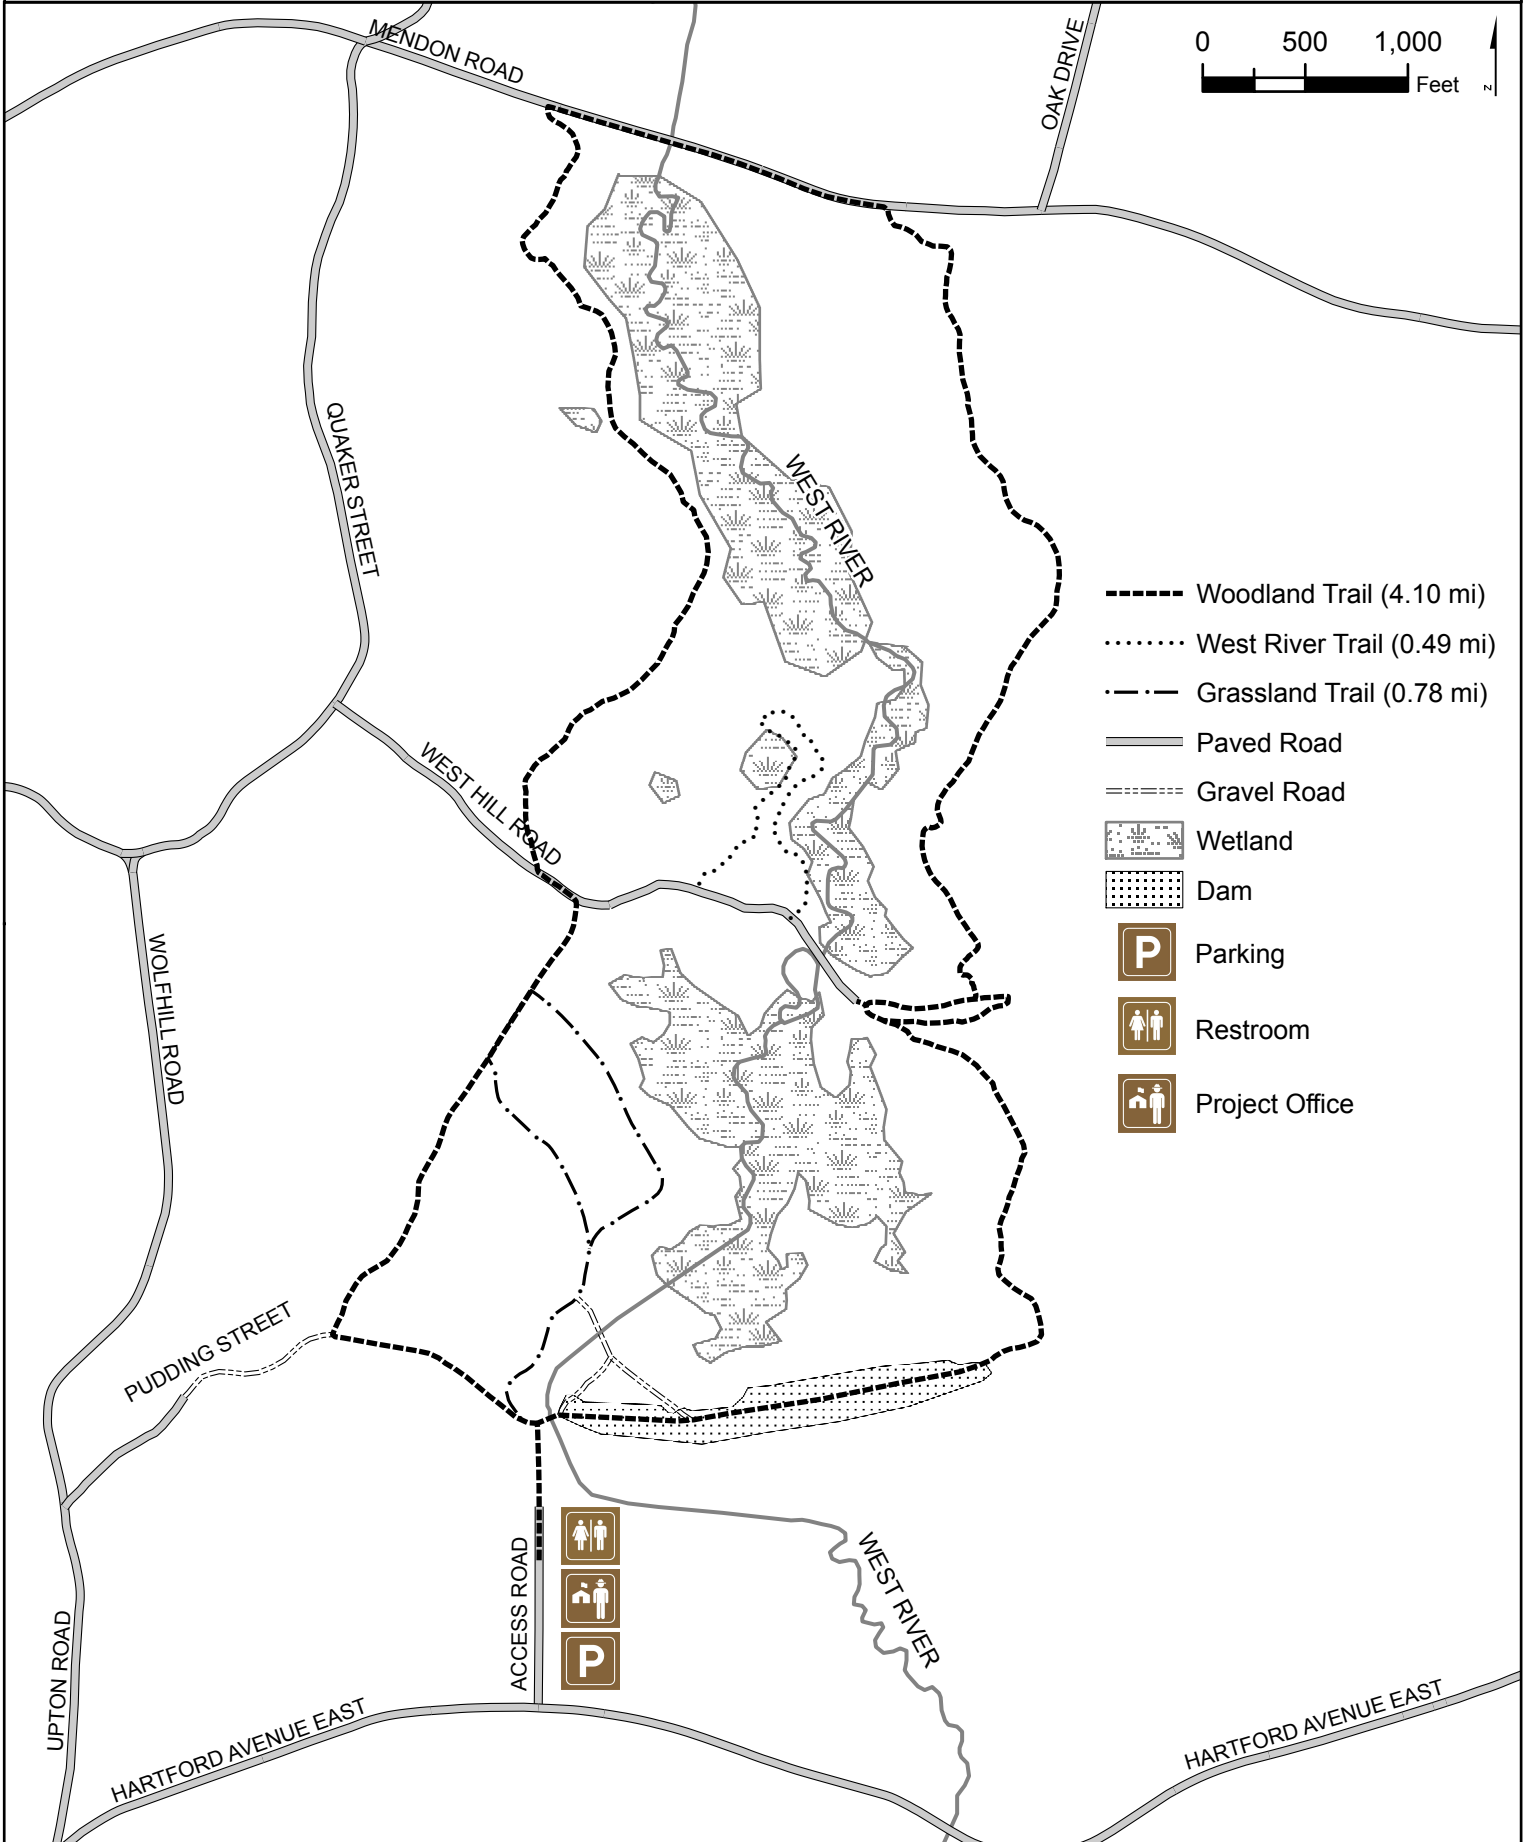 MENDON ROAD
OAK DRIVE
0 500 1,000
Feet
N
QUAKER STREET
WEST RIVER
Woodland Trail (4.10 mi)
West River Trail (0.49 mi)
Grassland Trail (0.78 mi)
Paved Road
Gravel Road
Wetland
Dam
P Parking
Restroom
Project Office
WEST HILL ROAD
WOLFHILL ROAD
PUDDING STREET
ACCESS ROAD
P
WEST RIVER
UPTON ROAD
HARTFORD AVENUE EAST
HARTFORD AVENUE EAST